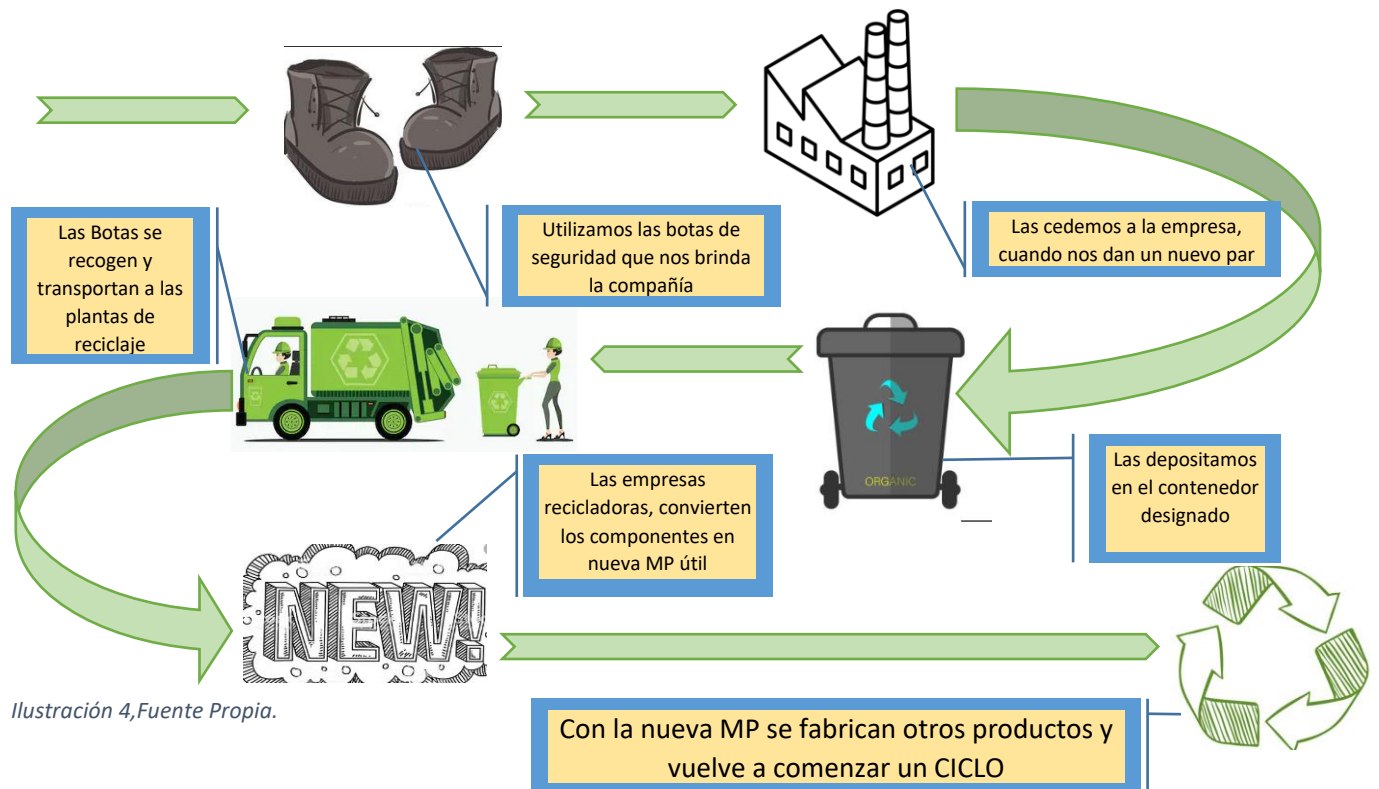 Las Botas se
recogen y
transportan a las
plantas de
reciclaje
Utilizamos las botas de
seguridad que nos brinda
la compañía
Las cedemos a la empresa,
cuando nos dan un nuevo par
ORGANIC
Las depositamos
en el contenedor
designado
Las empresas
recicladoras, convierten
los componentes en
nueva MP útil
NEW!
Ilustración 4,Fuente Propia.
Con la nueva MP se fabrican otros productos y
vuelve a comenzar un CICLO